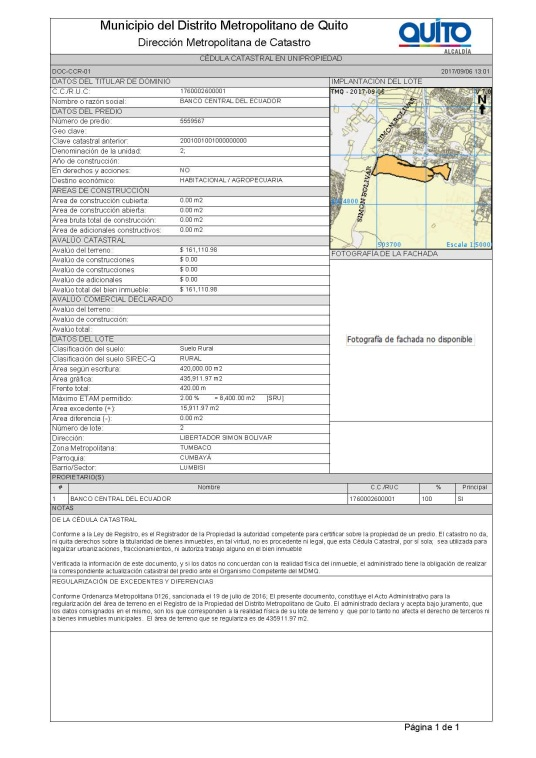 Municipio del Distrito Metropolitano de Quito
Dirección Metropolitana de Catastro
QUITO
ALCALDÍA
CÉDULA CATASTRAL EN UNIPROPIEDAD
DOC-CCR-01 2017/09/06 13:01
DATOS DEL TITULAR DE DOMINIO
C.C./R.U.C: 1760002600001
Nombre o razón social: BANCO CENTRAL DEL ECUADOR
DATOS DEL PREDIO
Número de predio: 5559567
Geo clave:
Clave catastral anterior: 2001001001000000000
Denominación de la unidad: 2;
Año de construcción:
En derechos y acciones: NO
Destino económico: HABITACIONAL / AGROPECUARIA
ÁREAS DE CONSTRUCCIÓN
Área de construcción cubierta: 0.00 m2
Área de construcción abierta: 0.00 m2
Área bruta total de construcción: 0.00 m2
Área de adicionales constructivos: 0.00 m2
AVALÚO CATASTRAL
Avalúo del terreno: $ 161,110.98
Avalúo de construcciones $ 0.00
Avalúo de construcciones $ 0.00
Avalúo de adicionales $ 0.00
Avalúo total del bien inmueble: $ 161,110.98
AVALÚO COMERCIAL DECLARADO
Avalúo del terreno:
Avalúo de construcción:
Avalúo total:
DATOS DEL LOTE
Clasificación del suelo: Suelo Rural
Clasificación del suelo SIREC-Q RURAL
Área según escritura: 420,000.00 m2
Área gráfica: 435,911.97 m2
Frente total: 420.00 m
Máximo ETAM permitido: 2.00 % = 8,400.00 m2 [SRU]
Área excedente (+): 15,911.97 m2
Área diferencia (-): 0.00 m2
Número de lote: 2
Dirección: LIBERTADOR SIMON BOLIVAR
Zona Metropolitana: TUMBACO
Parroquia: CUMBAYÁ
Barrio/Sector: LUMBISI
IMPLANTACIÓN DEL LOTE
TMQ - 2017-09-06
N
SIMON BOLIVAR
SIMON BOLIVAR
503700 Escala 1:5000
FOTOGRAFÍA DE LA FACHADA
Fotografía de fachada no disponible
PROPIETARIO(S)
# Nombre C.C./RUC % Principal
1 BANCO CENTRAL DEL ECUADOR 1760002600001 100 SI
NOTAS
DE LA CÉDULA CATASTRAL
Conforme a la Ley de Registro, es el Registrador de la Propiedad la autoridad competente para certificar sobre la propiedad de un predio. El catastro no da,
ni quita derechos sobre la titularidad de bienes inmuebles, en tal virtud, no es procedente ni legal, que esta Cédula Catastral, por sí sola; sea utilizada para
legalizar urbanizaciones, fraccionamientos, ni autoriza trabajo alguno en el bien inmueble
Verificada la información de este documento, y si los datos no concuerdan con la realidad física del inmueble, el administrado tiene la obligación de realizar
la correspondiente actualización catastral del predio ante el Organismo Competente del MDMQ.
REGULARIZACIÓN DE EXCEDENTES Y DIFERENCIAS
Conforme Ordenanza Metropolitana 0126, sancionada el 19 de julio de 2016; El presente documento, constituye el Acto Administrativo para la
regularización del área de terreno en el Registro de la Propiedad del Distrito Metropolitano de Quito. El administrado declara y acepta bajo juramento, que
los datos consignados en el mismo, son los que corresponden a la realidad física de su lote de terreno y que por lo tanto no afecta el derecho de terceros ni
a bienes inmuebles municipales. El área de terreno que se regulariza es de 435911.97 m2.
Página 1 de 1